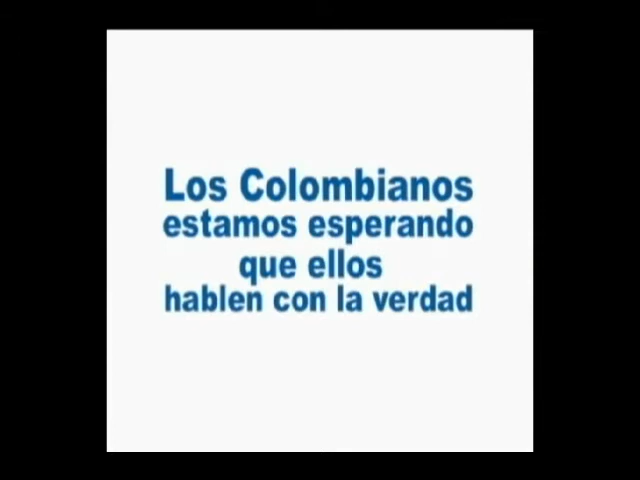 Los Colombianos
estamos esperando
que ellos
hablen con la verdad